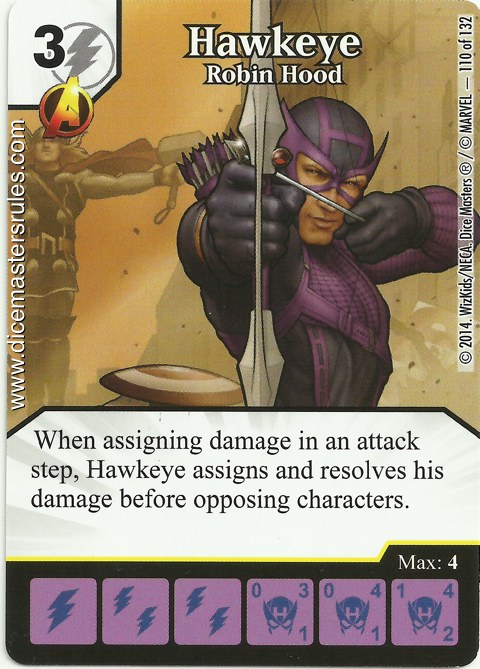 3
Hawkeye
Robin Hood
A
www.dicemastersrules.com
© 2014. WizKids/NECA. Dice Masters ® / © MARVEL — 110 of 132
When assigning damage in an attack
step, Hawkeye assigns and resolves his
damage before opposing characters.
Max: 4
0 3 H 1
0 4 H 1
1 4 H 2